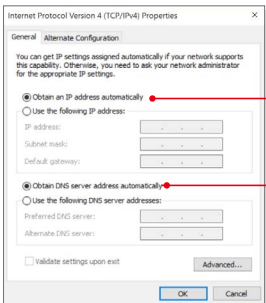 Internet Protocol Version 4 (TCP/IPv4) Properties
General
Alternate Configuration
You can get IP settings assigned automatically if your network supports
this capability. Otherwise, you need to ask your network administrator
for the appropriate IP settings.
Obtain an IP address automatically
Use the following IP address:
IP address:
Subnet mask:
Default gateway:
Obtain DNS server address automatically
Use the following DNS server addresses:
Preferred DNS server:
Alternate DNS server:
Validate settings upon exit
Advanced...
OK
Cancel